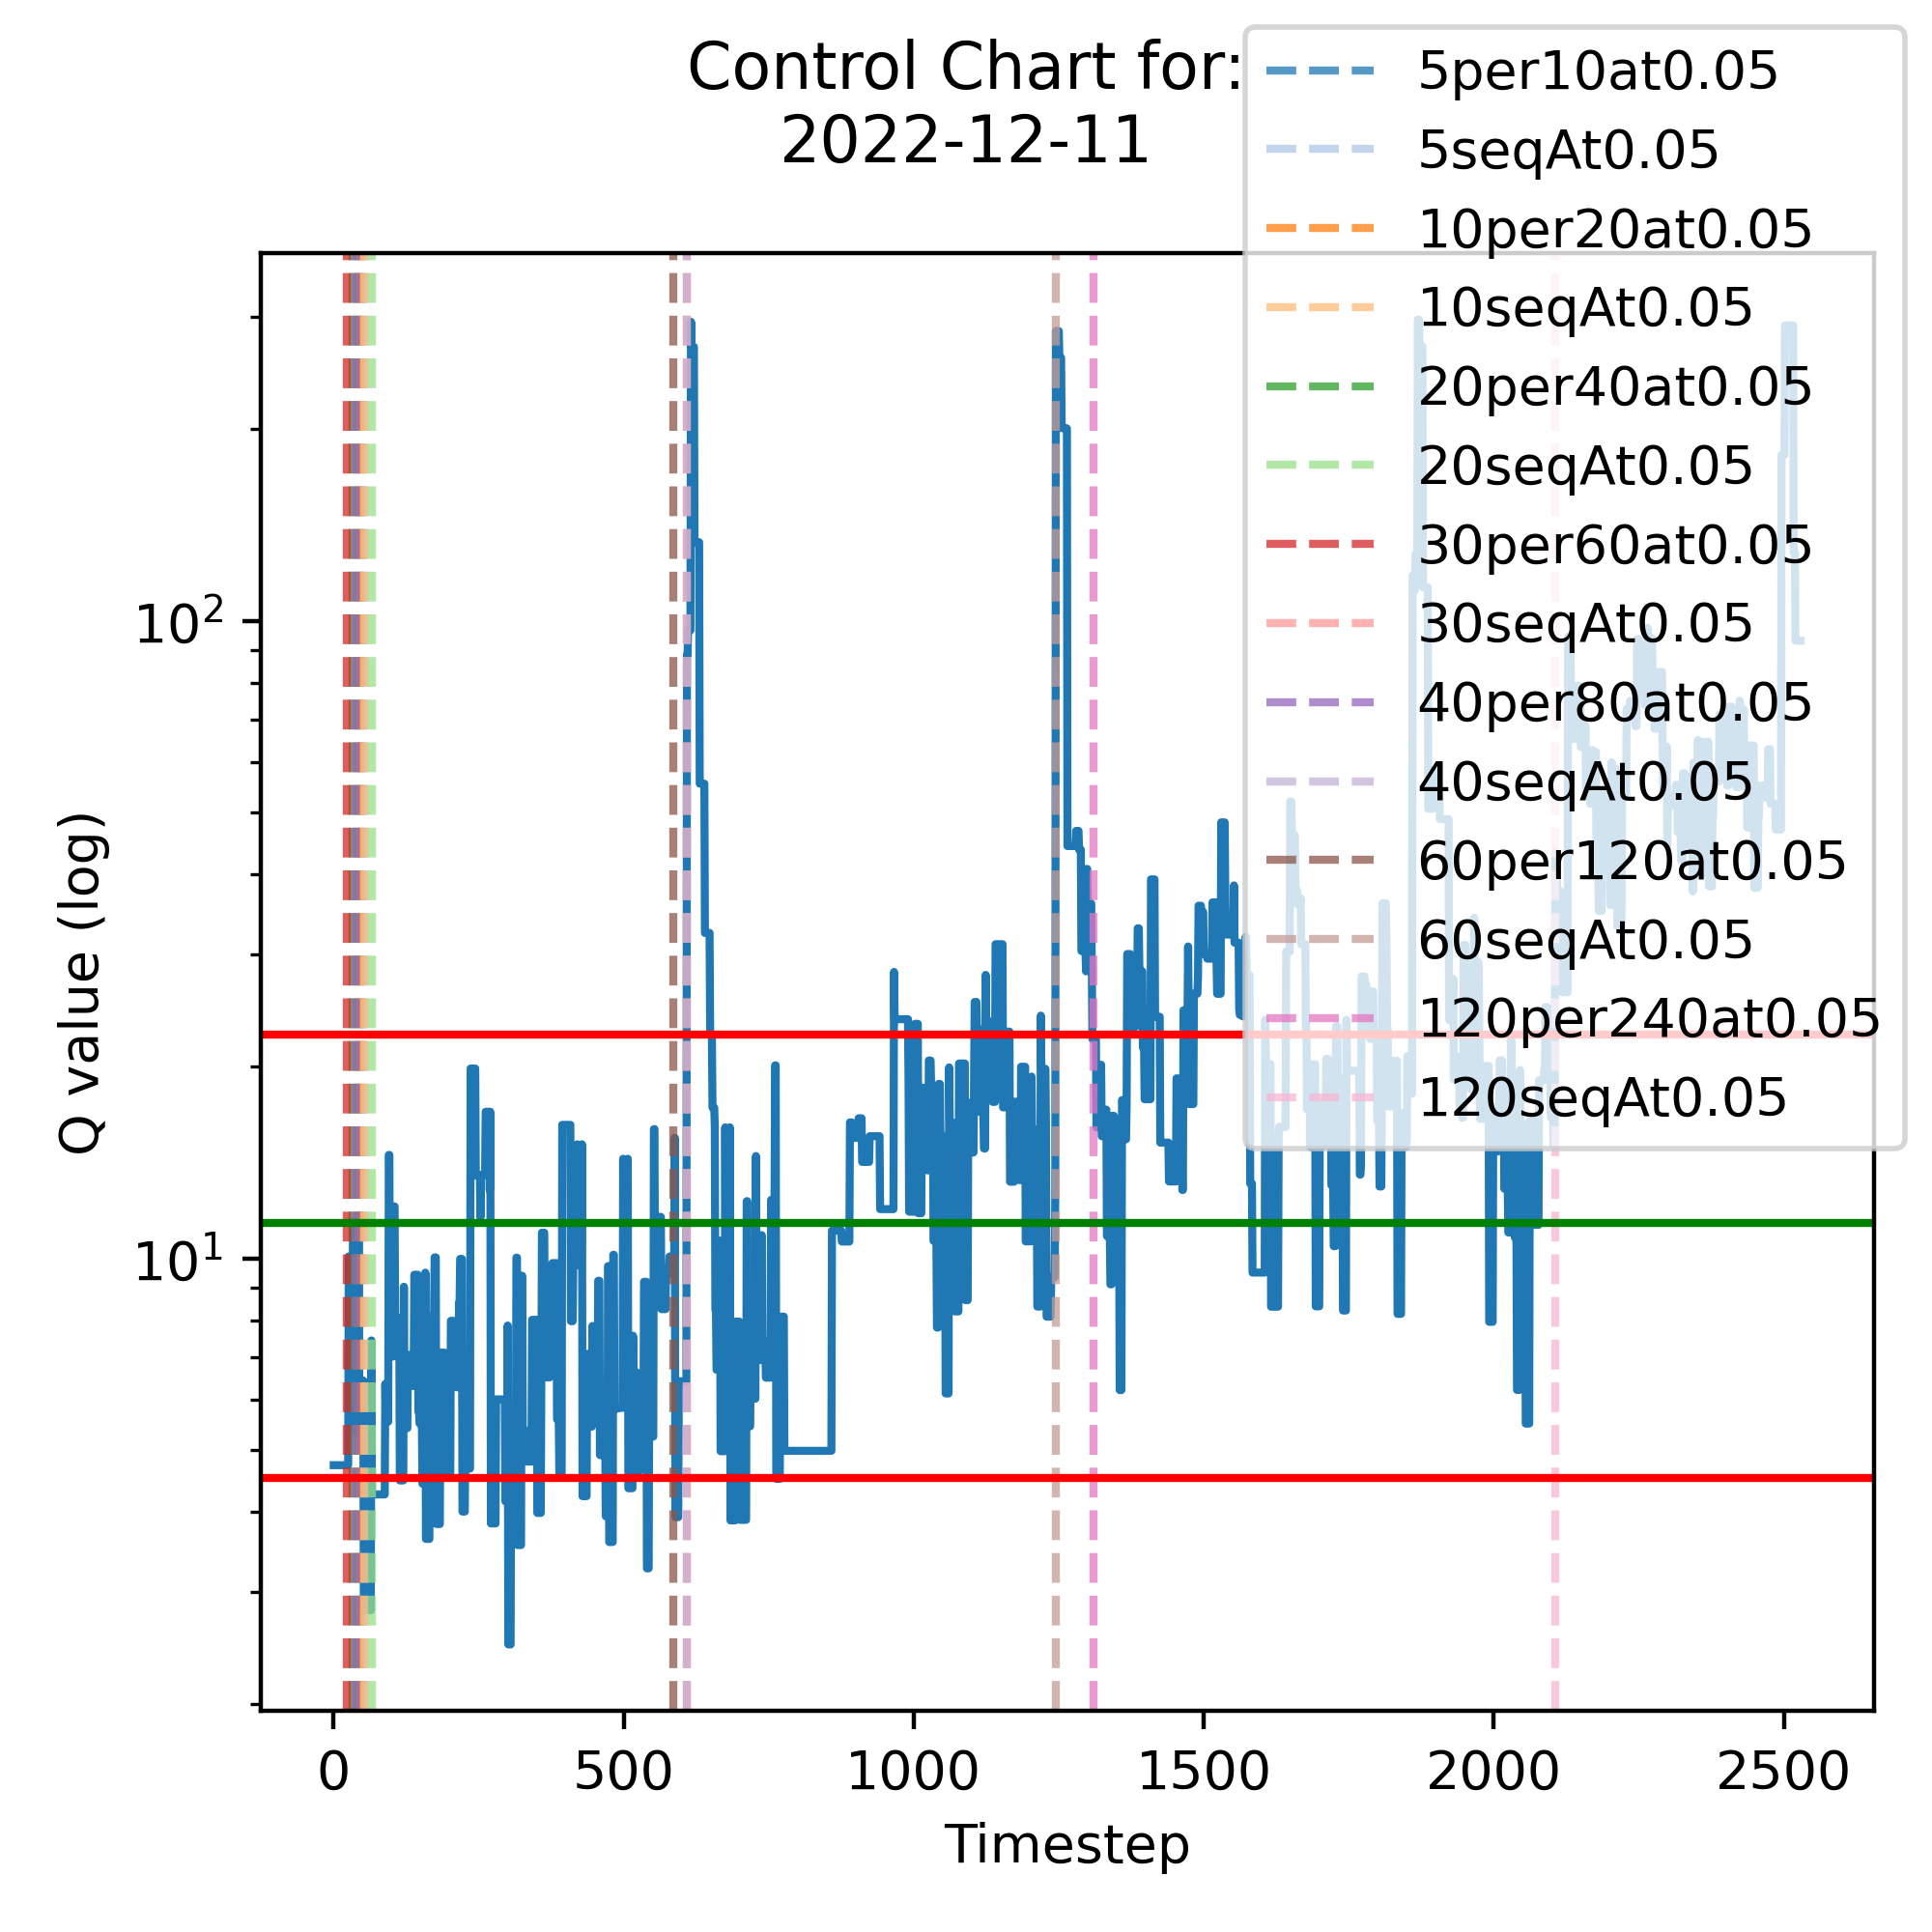 Control Chart for:
2022-12-11
5per10at0.05
5seqAt0.05
10per20at0.05
10seqAt0.05
20per40at0.05
20seqAt0.05
30per60at0.05
30seqAt0.05
40per80at0.05
40seqAt0.05
60per120at0.05
60seqAt0.05
120per240at0.05
120seqAt0.05
Q value (log)
10²
10¹
0 500 1000 1500 2000 2500
Timestep